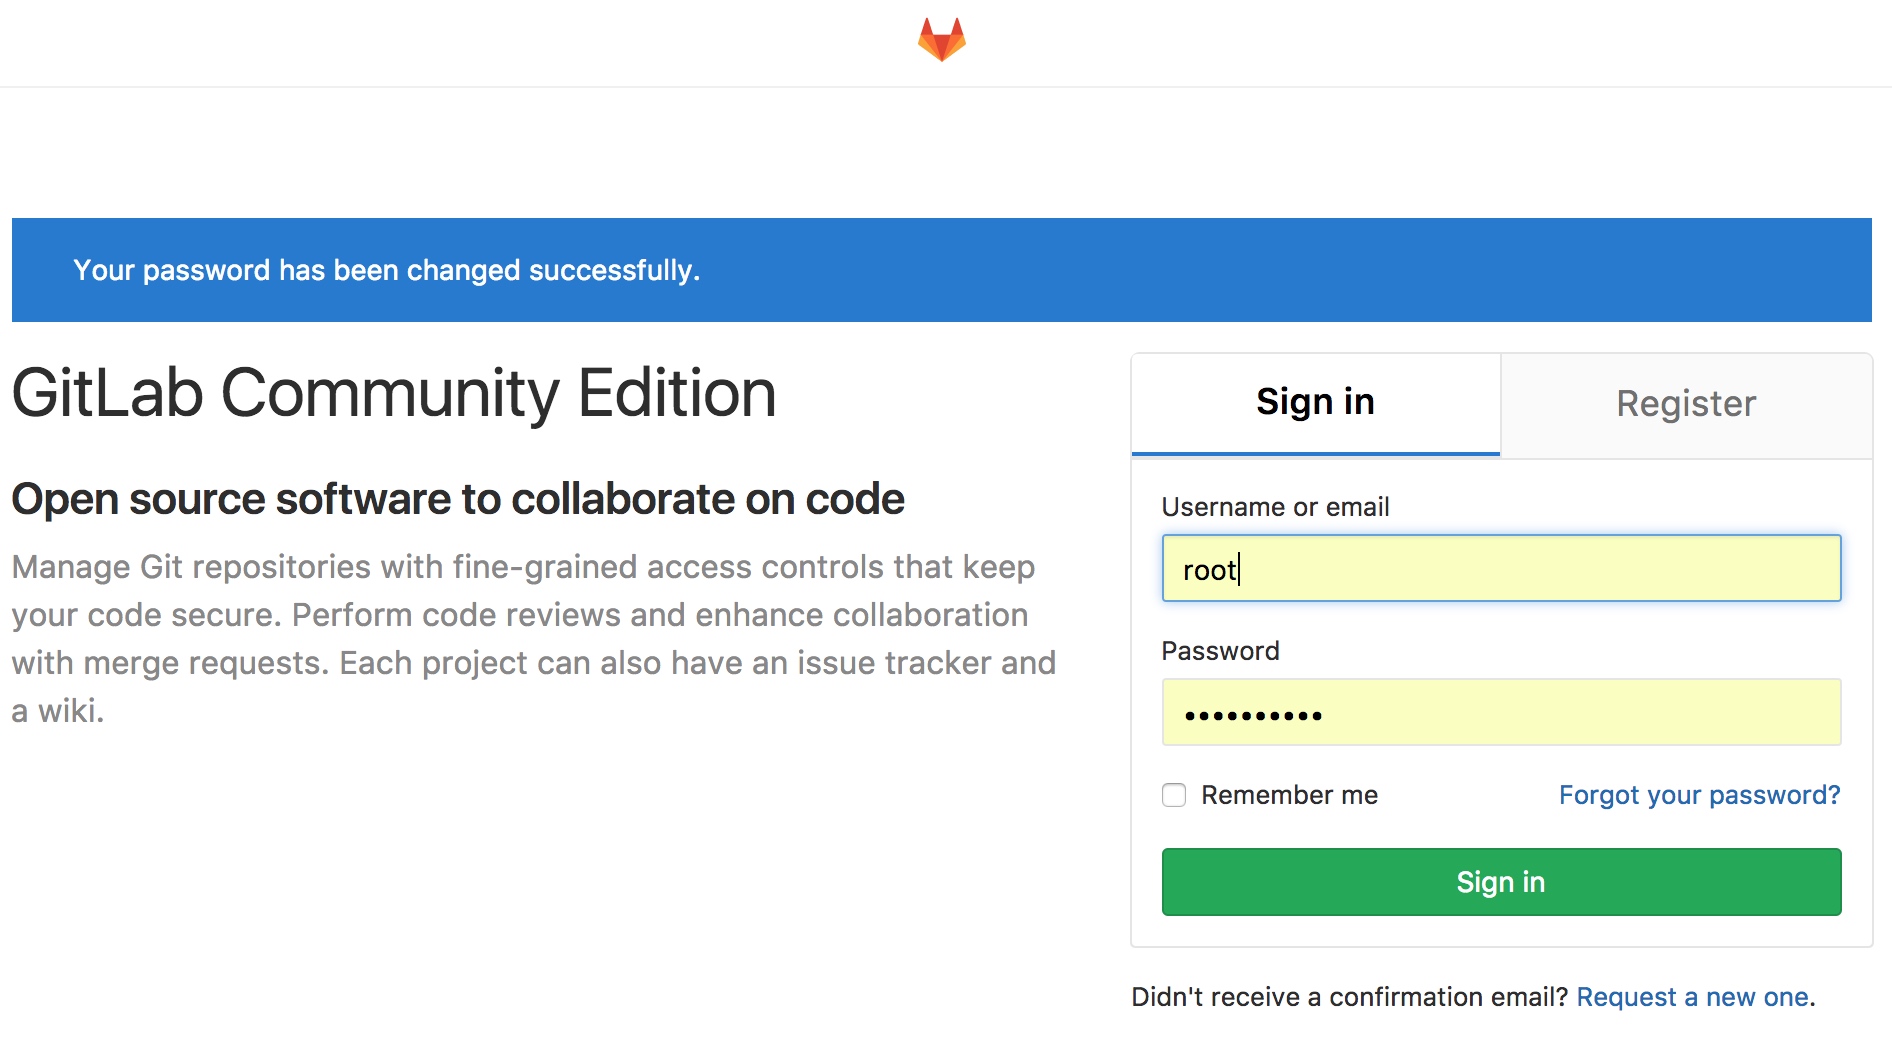 Your password has been changed successfully.
GitLab Community Edition
Open source software to collaborate on code
Manage Git repositories with fine-grained access controls that keep
your code secure. Perform code reviews and enhance collaboration
with merge requests. Each project can also have an issue tracker and
a wiki.
Sign in
Register
Username or email
root
Password
••••••••••
Remember me
Forgot your password?
Sign in
Didn't receive a confirmation email? Request a new one.